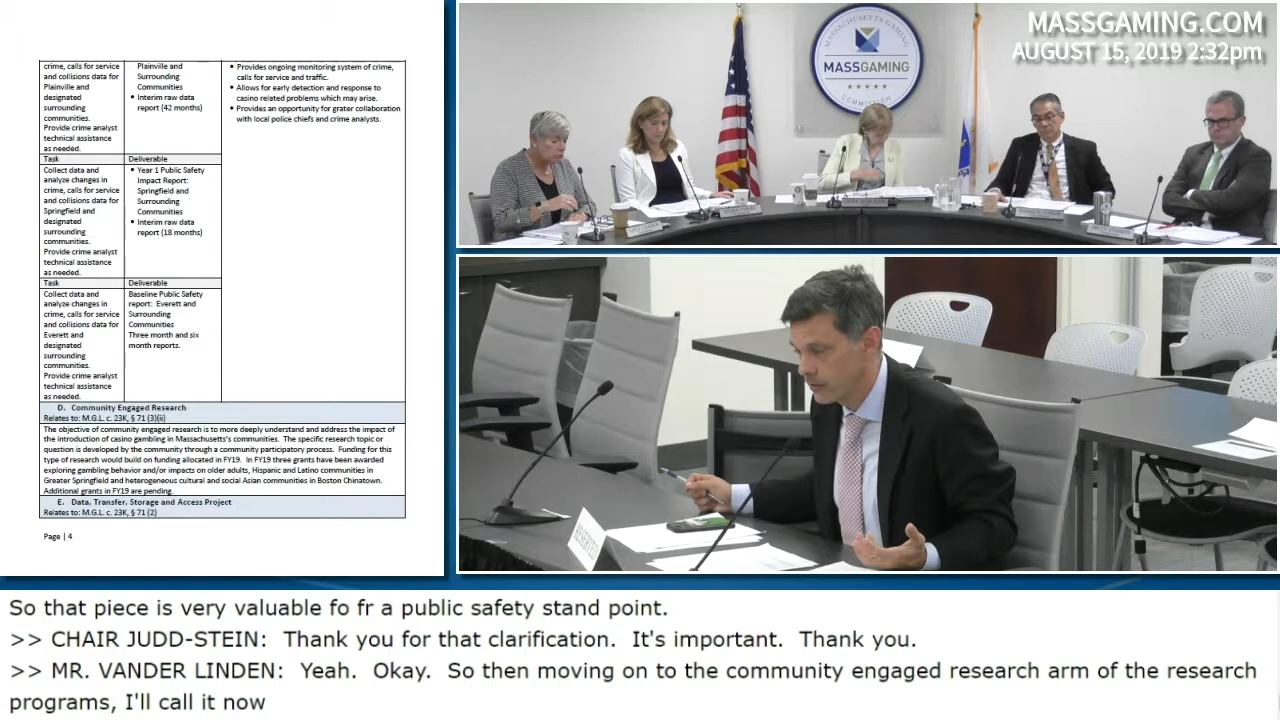 crime, calls for service
and collisions data for
Plainville and
designated
surrounding
communities.
Provide crime analyst
technical assistance
as needed.
Plainville and
Surrounding
Communities
• Interim raw data
report (42 months)
• Provides ongoing monitoring system of crime,
calls for service and traffic.
• Allows for early detection and response to
casino related problems which may arise.
• Provides an opportunity for grater collaboration
with local police chiefs and crime analysts.
Task
Deliverable
Collect data and
analyze changes in
crime, calls for service
and collisions data for
Springfield and
designated
surrounding
communities.
Provide crime analyst
technical assistance
as needed.
• Year 1 Public Safety
Impact Report:
Springfield and
Surrounding
Communities
• Interim raw data
report (18 months)
Task
Deliverable
Collect data and
analyze changes in
crime, calls for service
and collisions data for
Everett and
designated
surrounding
communities.
Provide crime analyst
technical assistance
as needed.
Baseline Public Safety
report: Everett and
Surrounding
Communities
Three month and six
month reports.
D. Community Engaged Research
Relates to: M.G.L. c. 23K, § 71 (3)(ii)
The objective of community engaged research is to more deeply understand and address the impact of
the introduction of casino gambling in Massachusetts's communities. The specific research topic or
question is developed by the community through a community participatory process. Funding for this
type of research would build on funding allocated in FY19. In FY19 three grants have been awarded
exploring gambling behavior and/or impacts on older adults, Hispanic and Latino communities in
Greater Springfield and heterogeneous cultural and social Asian communities in Boston Chinatown.
Additional grants in FY19 are pending.
E. Data, Transfer, Storage and Access Project
Relates to: M.G.L. c. 23K, § 71 (2)
Page | 4
MASSACHUSETTS GAMING
MASSGAMING
COMMISSION
MASSGAMING.COM
AUGUST 15, 2019 2:32pm
RESERVED
So that piece is very valuable fo fr a public safety stand point.
>> CHAIR JUDD-STEIN: Thank you for that clarification. It's important. Thank you.
>> MR. VANDER LINDEN: Yeah. Okay. So then moving on to the community engaged research arm of the research
programs, I'll call it now